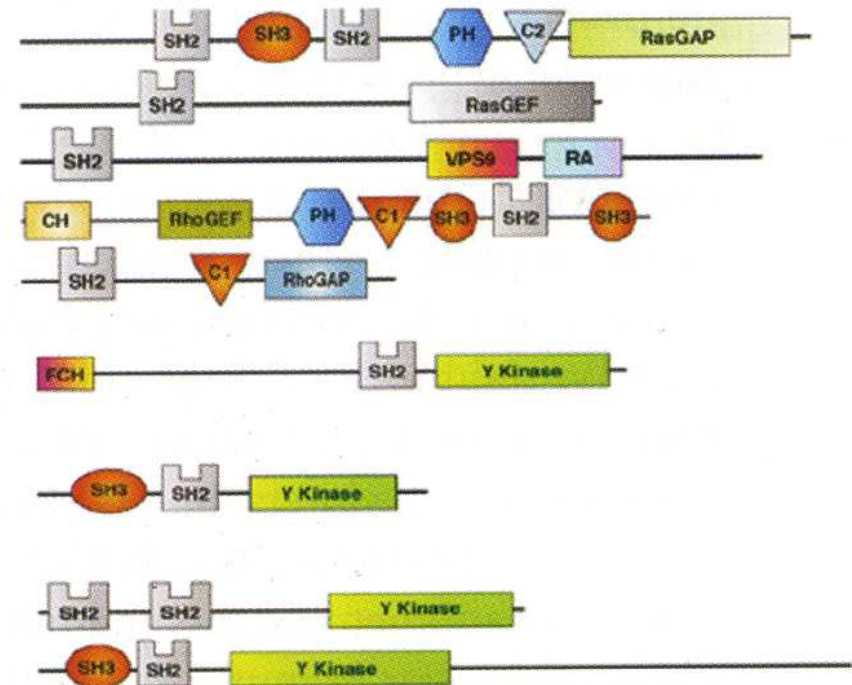 SH2 SH3 SH2 PH C2 RasGAP
SH2 RasGEF
SH2 VPS9 RA
CH RhoGEF PH C1 SH3 SH2 SH3
SH2 C1 RhoGAP
FCH SH2 Y Kinase
SH3 SH2 Y Kinase
SH2 SH2 Y Kinase
SH3 SH2 Y Kinase